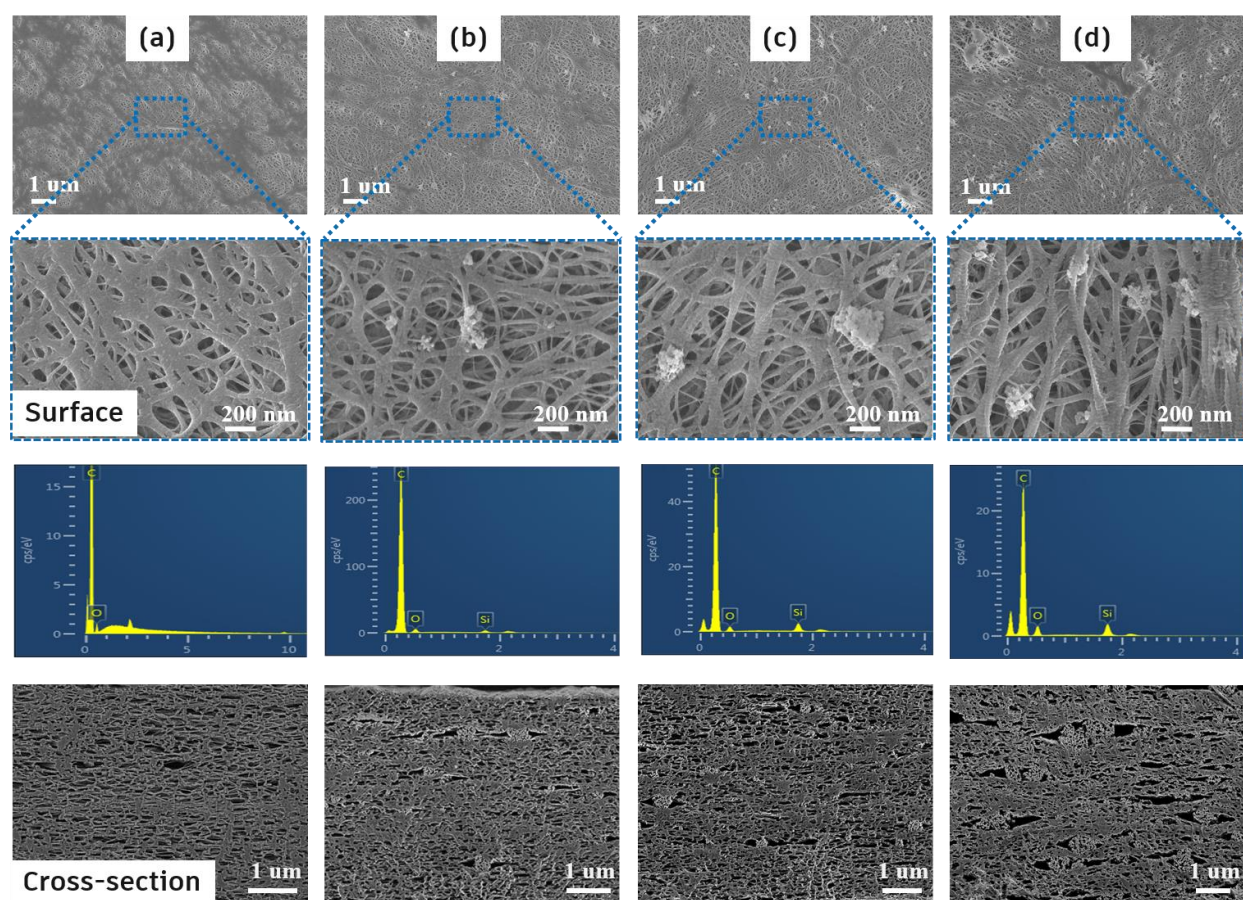 (a) (b) (c) (d)
1 um 1 um 1 um 1 um
Surface 200 nm 200 nm 200 nm 200 nm
C
15
10
cps/eV
5
O
0
0 5 10
C
200
cps/eV
100
O Si
0
0 2 4
C
40
cps/eV
20
O Si
0
0 2 4
C
20
cps/eV
10
O Si
0
0 2 4
Cross-section 1 um 1 um 1 um 1 um